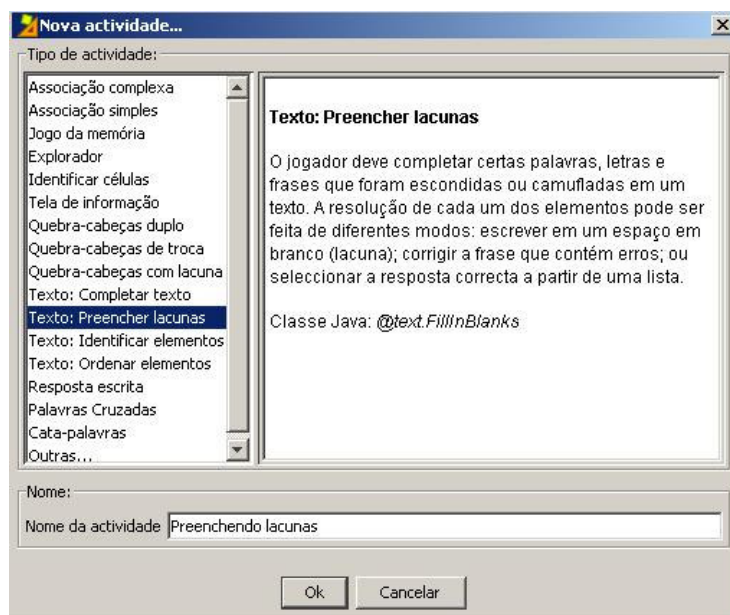 Nova actividade...
Tipo de actividade:
Associação complexa
Associação simples
Jogo da memória
Explorador
Identificar células
Tela de informação
Quebra-cabeças duplo
Quebra-cabeças de troca
Quebra-cabeças com lacuna
Texto: Completar texto
Texto: Preencher lacunas
Texto: Identificar elementos
Texto: Ordenar elementos
Resposta escrita
Palavras Cruzadas
Cata-palavras
Outras...
Texto: Preencher lacunas
O jogador deve completar certas palavras, letras e
frases que foram escondidas ou camufladas em um
texto. A resolução de cada um dos elementos pode ser
feita de diferentes modos: escrever em um espaço em
branco (lacuna); corrigir a frase que contém erros; ou
seleccionar a resposta correcta a partir de uma lista.
Classe Java: @text.FillInBlanks
Nome:
Nome da actividade Preenchendo lacunas
Ok Cancelar